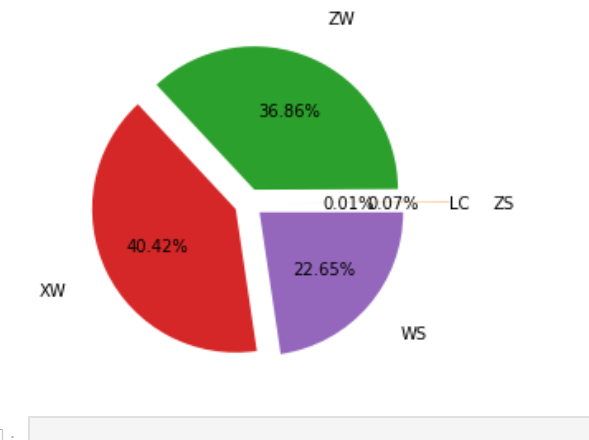 ZW
36.86%
0.01% 0.07% LC ZS
40.42%
22.65%
XW
WS
]: